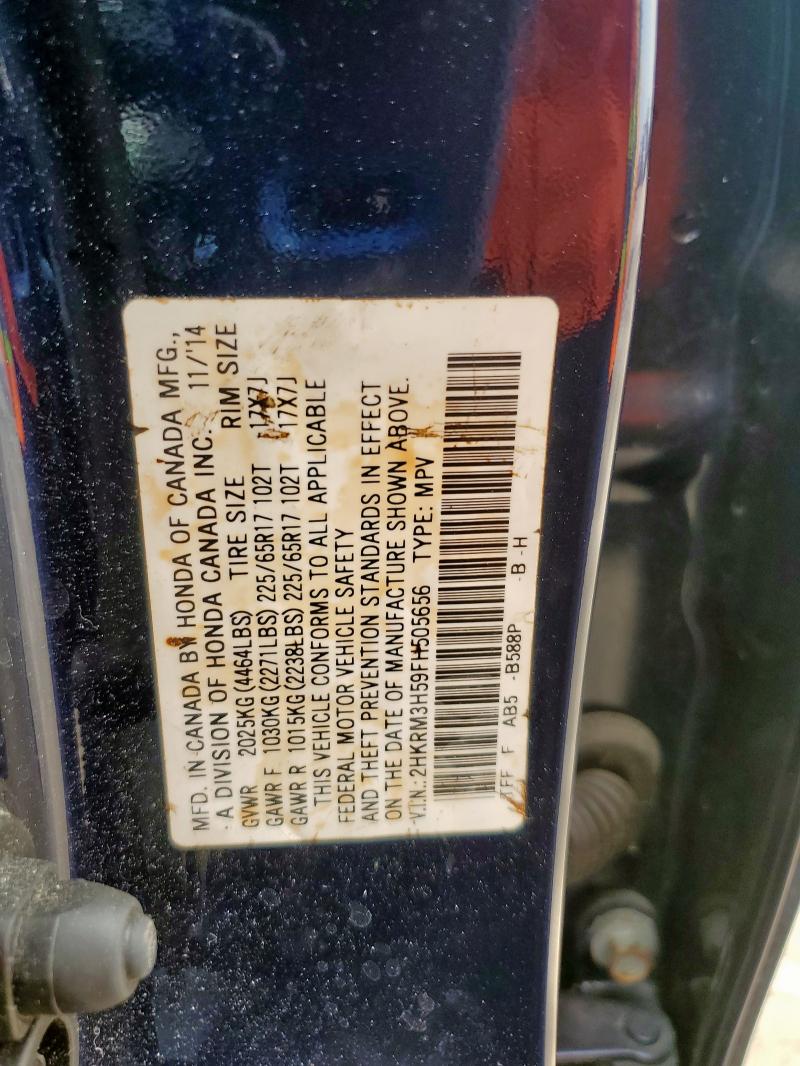 MFD. IN CANADA BY HONDA OF CANADA MFG.,
A DIVISION OF HONDA CANADA INC. 11/'14
GVWR 2025KG(4464LBS) TIRE SIZE RIM SIZE
GAWR F 1030KG(2271LBS) 225/65R17 102T 17X7J
GAWR R 1015KG(2238LBS) 225/65R17 102T 17X7J
THIS VEHICLE CONFORMS TO ALL APPLICABLE
FEDERAL MOTOR VEHICLE SAFETY
AND THEFT PREVENTION STANDARDS IN EFFECT
ON THE DATE OF MANUFACTURE SHOWN ABOVE.
V.I.N.: 2HKRM3H59FH505656 TYPE: MPV
F AB5 -B588P -B -H